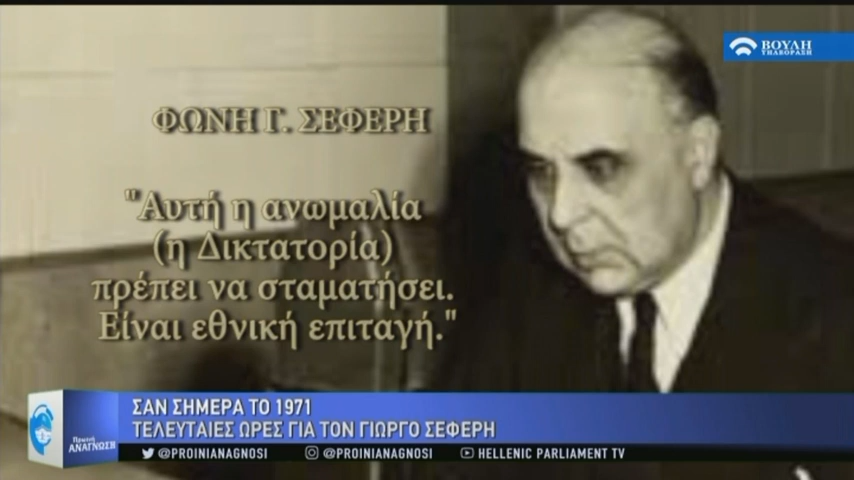 ΒΟΥΛΗ
ΤΗΛΕΟΡΑΣΗ
ΦΩΝΗ Γ. ΣΕΦΕΡΗ
"Αυτή η ανωμαλία
(η Δικτατορία)
πρέπει να σταματήσει.
Είναι εθνική επιταγή."
ΣΑΝ ΣΗΜΕΡΑ ΤΟ 1971
ΤΕΛΕΥΤΑΙΕΣ ΩΡΕΣ ΓΙΑ ΤΟΝ ΓΙΩΡΓΟ ΣΕΦΕΡΗ
Πρωινή
ΑΝΑΓΝΩΣΗ
@PROINIANAGNOSI @PROINIANAGNOSI HELLENIC PARLIAMENT TV